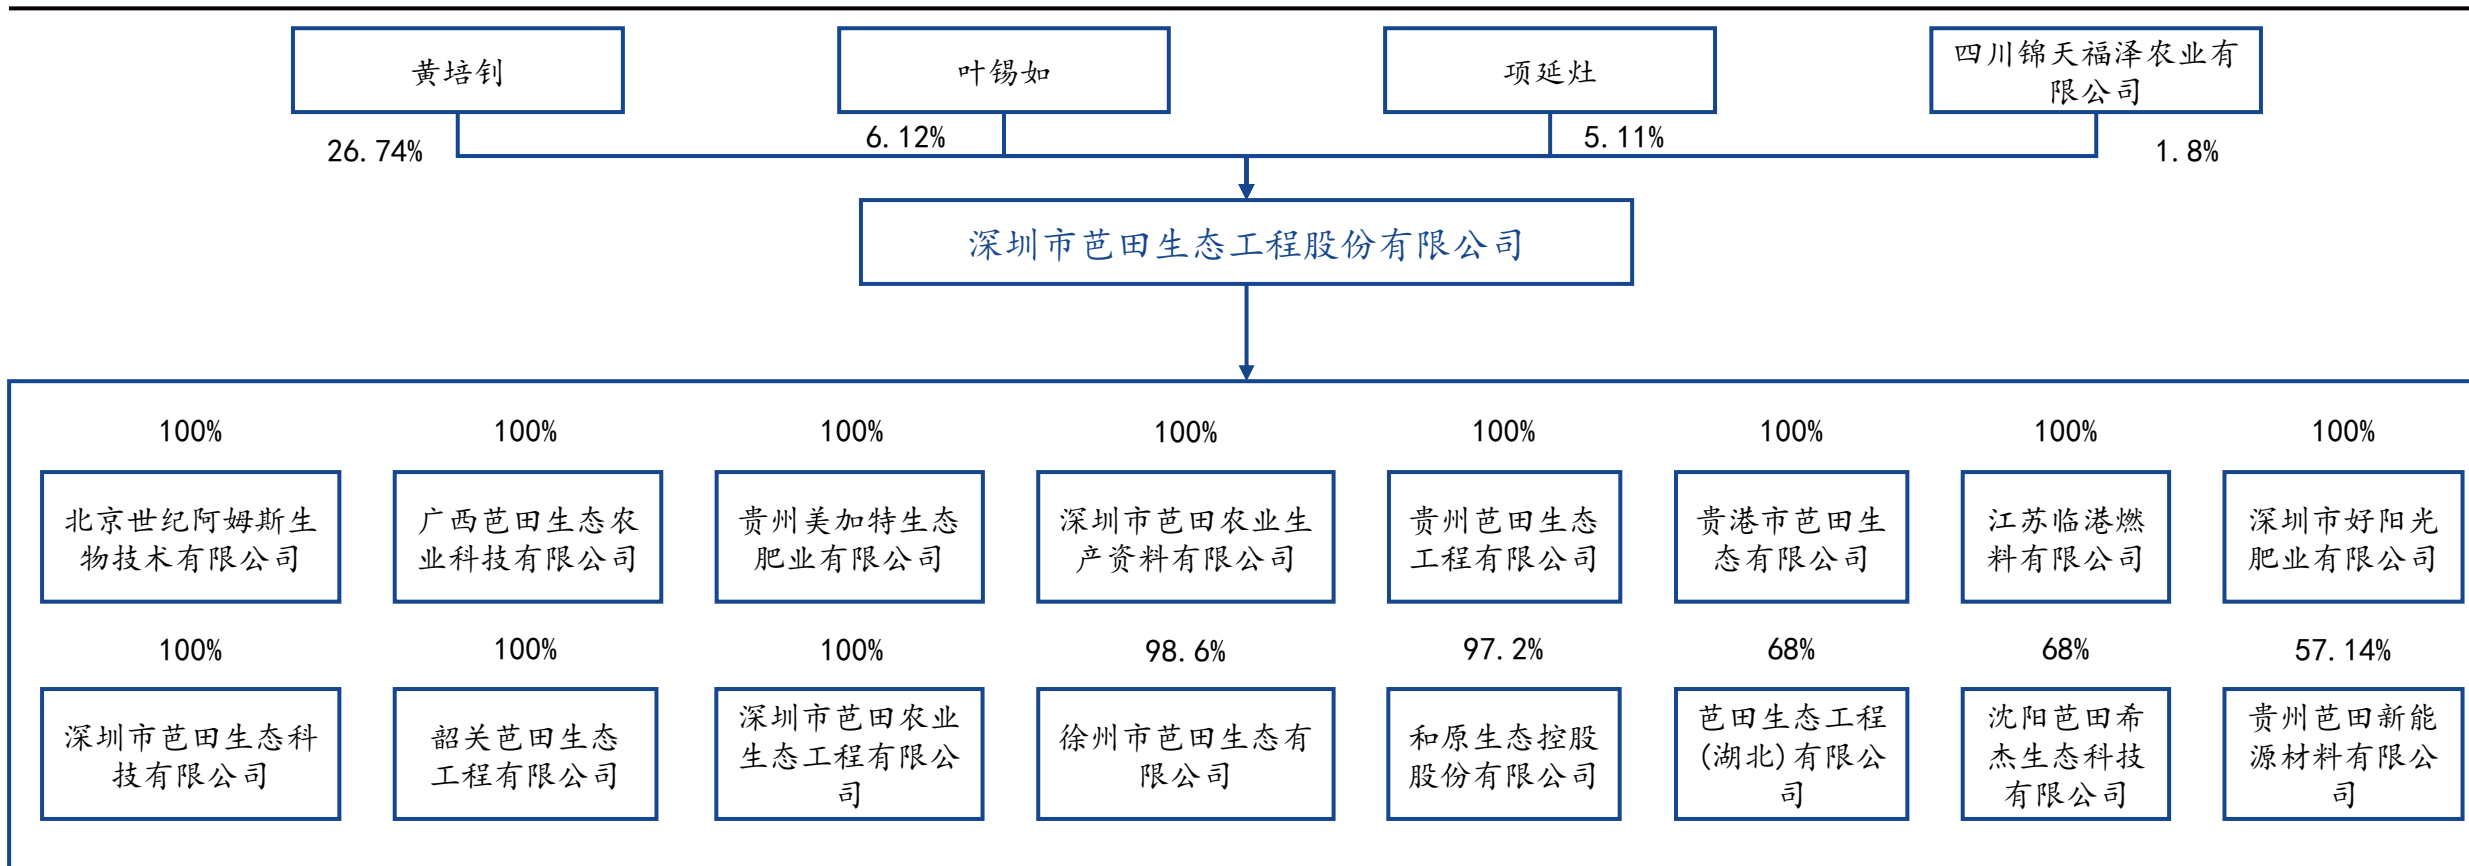 黄培钊
叶锡如
项延灶
四川锦天福泽农业有
限公司
26.74%
6.12%
5.11%
1.8%
深圳市芭田生态工程股份有限公司
100%
100%
100%
100%
100%
100%
100%
100%
北京世纪阿姆斯生
物技术有限公司
广西芭田生态农
业科技有限公司
贵州美加特生态
肥业有限公司
深圳市芭田农业生
产资料有限公司
贵州芭田生态
工程有限公司
贵港市芭田生
态有限公司
江苏临港燃
料有限公司
深圳市好阳光
肥业有限公司
100%
100%
100%
98.6%
97.2%
68%
68%
57.14%
深圳市芭田生态科
技有限公司
韶关芭田生态
工程有限公司
深圳市芭田农业
生态工程有限公
司
徐州市芭田生态有
限公司
和原生态控股
股份有限公司
芭田生态工程
(湖北)有限公
司
沈阳芭田希
杰生态科技
有限公司
贵州芭田新能
源材料有限公
司